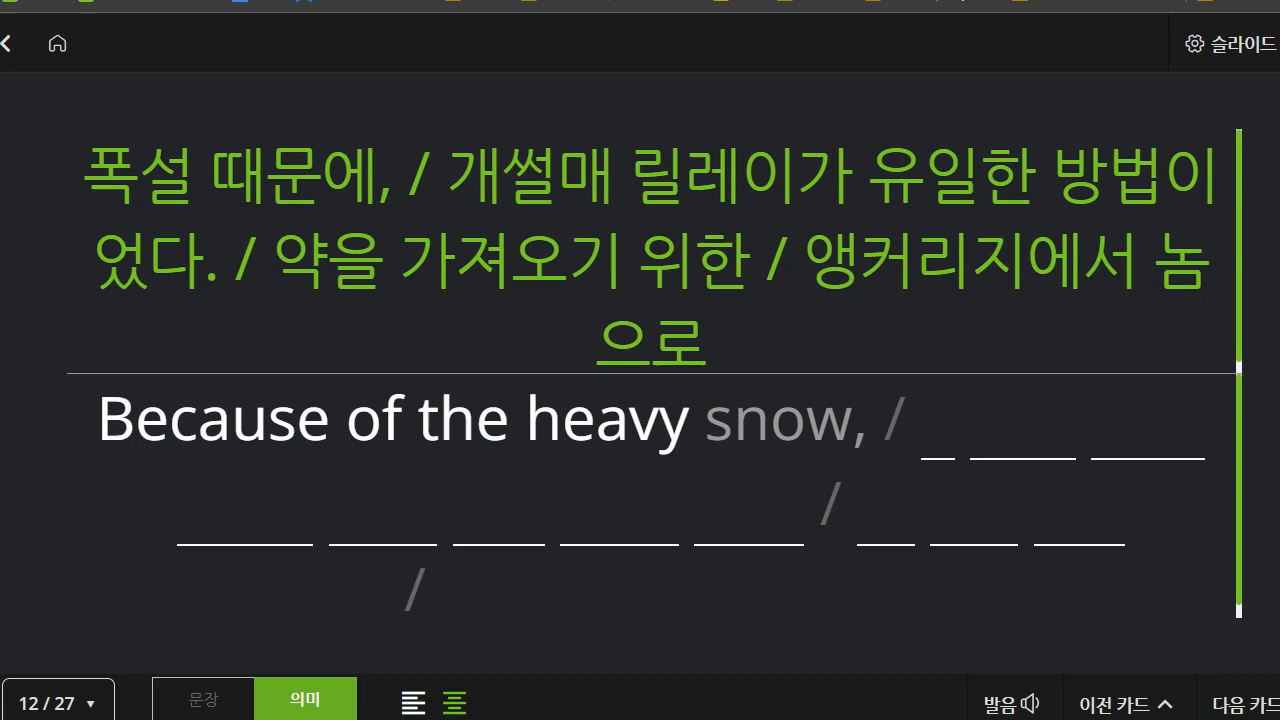 슬라이드
폭설 때문에, / 개썰매 릴레이가 유일한 방법이
었다. / 약을 가져오기 위한 / 앵커리지에서 놈
으로
Because of the heavy snow, /
/
/
12 / 27 ▼ 문장 의미 발음 이전 카드 다음 카드